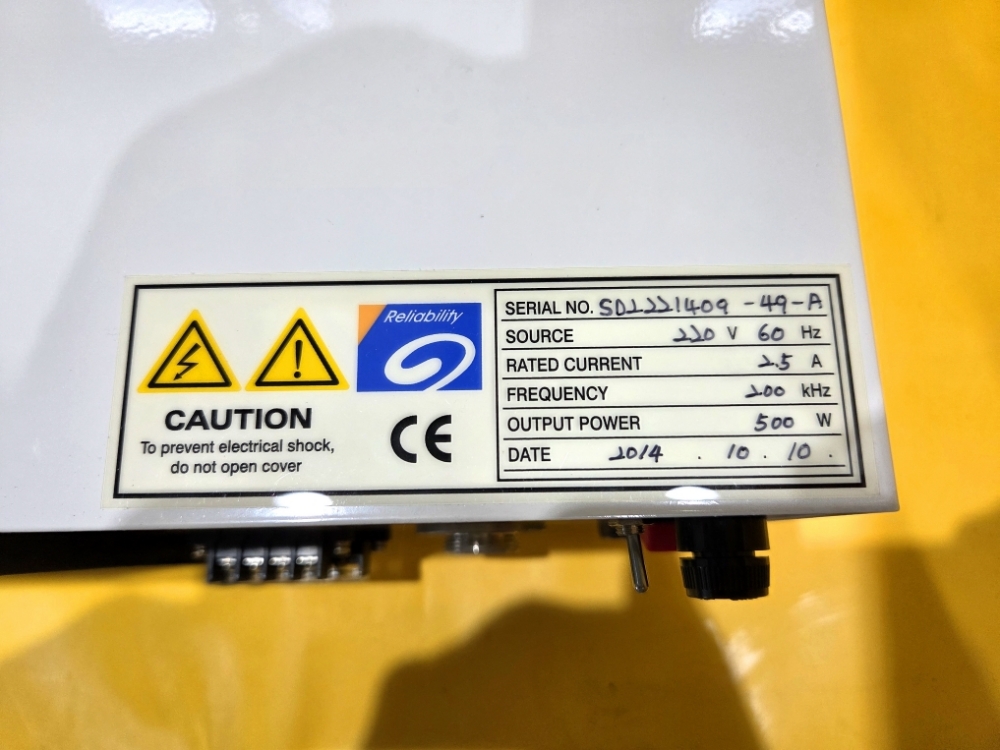 CAUTION
To prevent electrical shock,
do not open cover
Reliability
CE
SERIAL NO. SD2221409-49-A
SOURCE 220 V 60 Hz
RATED CURRENT 2.5 A
FREQUENCY 200 kHz
OUTPUT POWER 500 W
DATE 2014 . 10 . 10 .